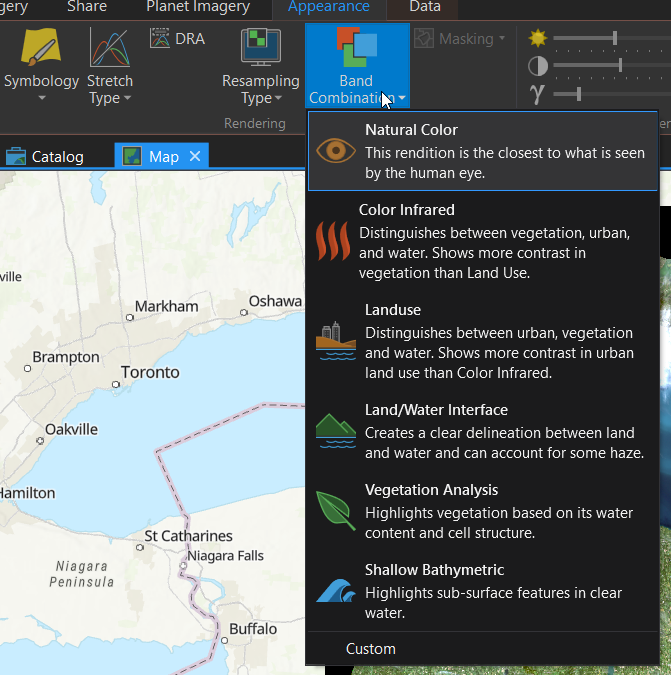 Share
Planet Imagery
Appearance
Data
Symbology
Stretch
Type
DRA
Resampling
Type
Band
Combination
Masking
γ
Rendering
Catalog
Map
Natural Color
This rendition is the closest to what is seen
by the human eye.
Color Infrared
Distinguishes between vegetation, urban,
and water. Shows more contrast in
vegetation than Land Use.
Landuse
Distinguishes between urban, vegetation
and water. Shows more contrast in urban
land use than Color Infrared.
Land/Water Interface
Creates a clear delineation between land
and water and can account for some haze.
Vegetation Analysis
Highlights vegetation based on its water
content and cell structure.
Shallow Bathymetric
Highlights sub-surface features in clear
water.
Custom
ville
Markham
Oshawa
Brampton
Toronto
Oakville
Hamilton
St Catharines
Niagara Falls
Niagara
Peninsula
Buffalo